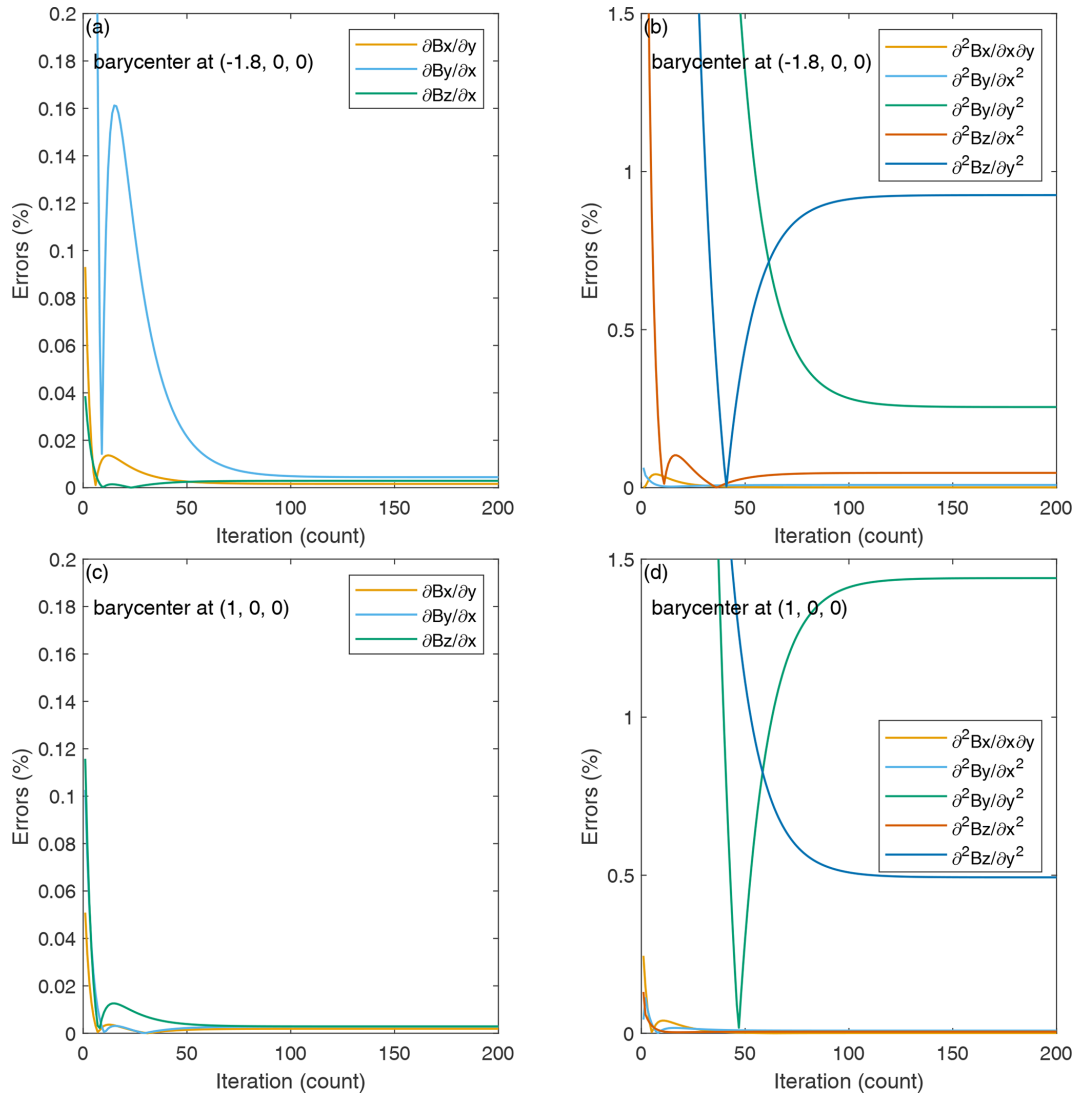 (a)
barycenter at (-1.8, 0, 0)
∂Bx/∂y
∂By/∂x
∂Bz/∂x
0.2
0.18
0.16
0.14
0.12
0.1
0.08
0.06
0.04
0.02
0
Errors (%)
0 50 100 150 200
Iteration (count)
(b)
barycenter at (-1.8, 0, 0)
∂²Bx/∂x∂y
∂²By/∂x²
∂²By/∂y²
∂²Bz/∂x²
∂²Bz/∂y²
1.5
1
0.5
0
Errors (%)
0 50 100 150 200
Iteration (count)
(c)
barycenter at (1, 0, 0)
∂Bx/∂y
∂By/∂x
∂Bz/∂x
0.2
0.18
0.16
0.14
0.12
0.1
0.08
0.06
0.04
0.02
0
Errors (%)
0 50 100 150 200
Iteration (count)
(d)
barycenter at (1, 0, 0)
∂²Bx/∂x∂y
∂²By/∂x²
∂²By/∂y²
∂²Bz/∂x²
∂²Bz/∂y²
1.5
1
0.5
0
Errors (%)
0 50 100 150 200
Iteration (count)